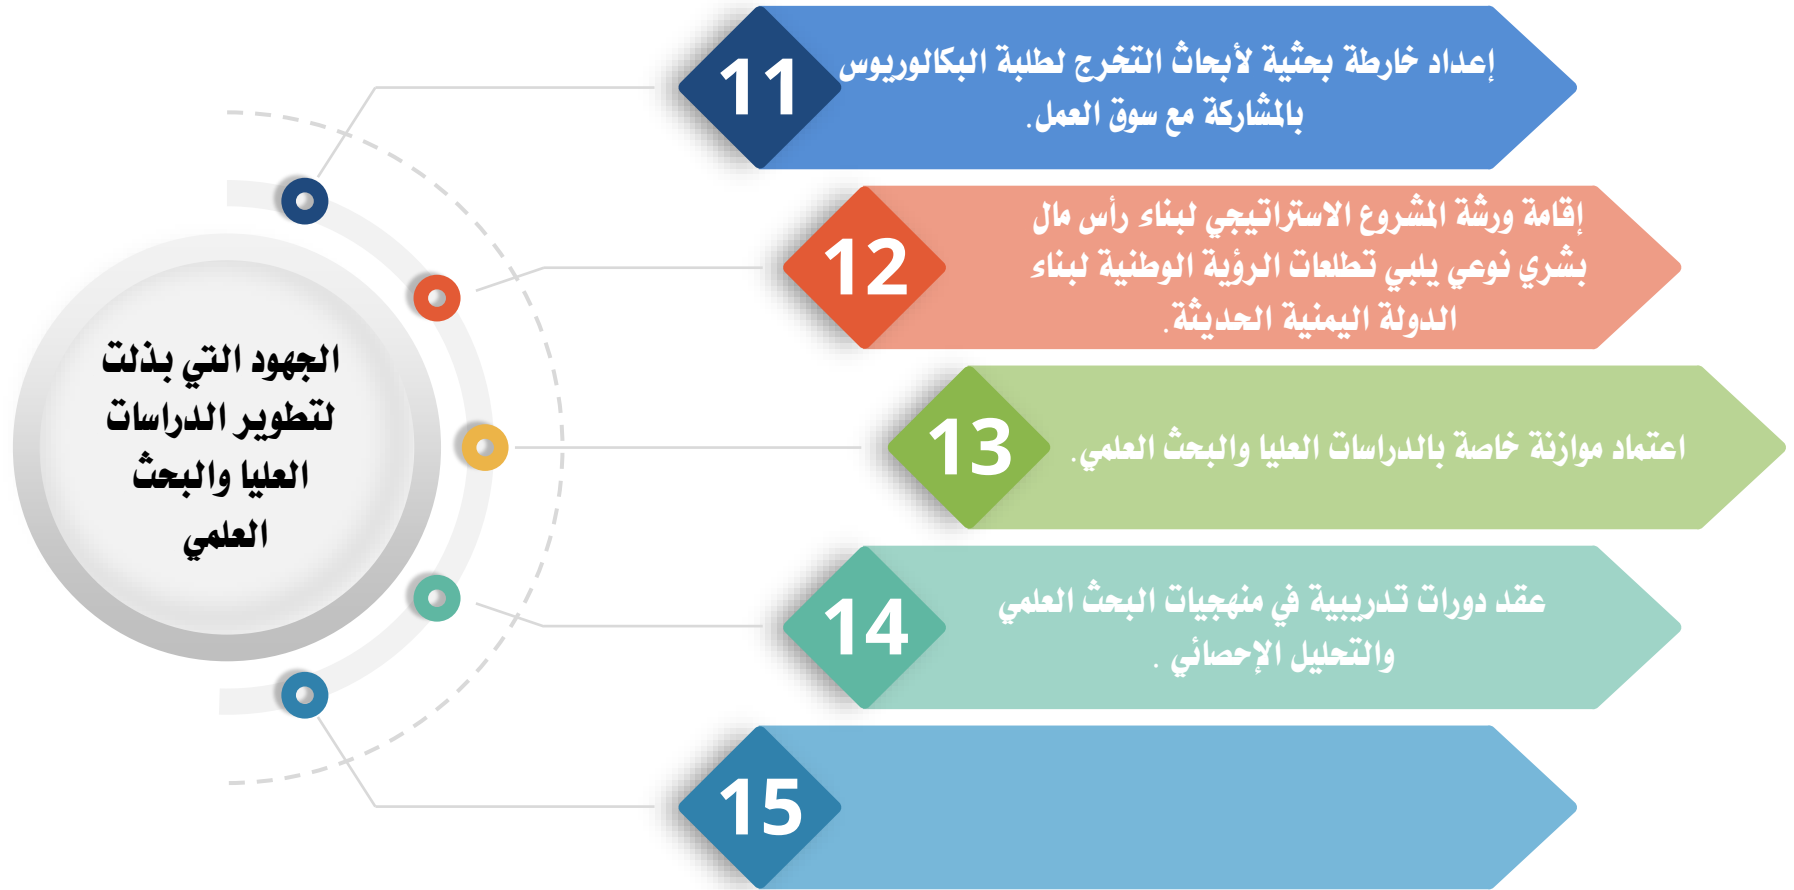 الجهود التي بذلت
لتطوير الدراسات
العليا والبحث
العلمي
11
إعداد خارطة بحثية لأبحاث التخرج لطلبة البكالوريوس
بالمشاركة مع سوق العمل.
12
إقامة ورشة المشروع الاستراتيجي لبناء رأس مال
بشري نوعي يلبي تطلعات الرؤية الوطنية لبناء
الدولة اليمنية الحديثة.
13
اعتماد موازنة خاصة بالدراسات العليا والبحث العلمي.
14
عقد دورات تدريبية في منهجيات البحث العلمي
والتحليل الإحصائي .
15